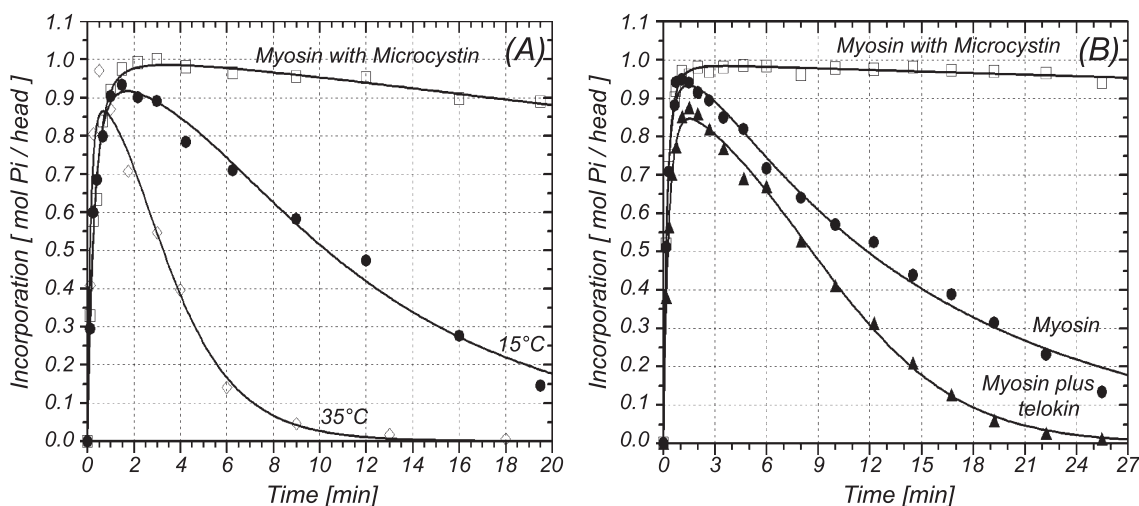 (A)
Myosin with Microcystin
15°C
35°C
Incorporation [ mol Pi / head]
1.1
1.0
0.9
0.8
0.7
0.6
0.5
0.4
0.3
0.2
0.1
0.0
0 2 4 6 8 10 12 14 16 18 20
Time [min]
(B)
Myosin with Microcystin
Myosin
Myosin plus
telokin
Incorporation [ mol Pi / head]
1.1
1.0
0.9
0.8
0.7
0.6
0.5
0.4
0.3
0.2
0.1
0.0
0 3 6 9 12 15 18 21 24 27
Time [min]